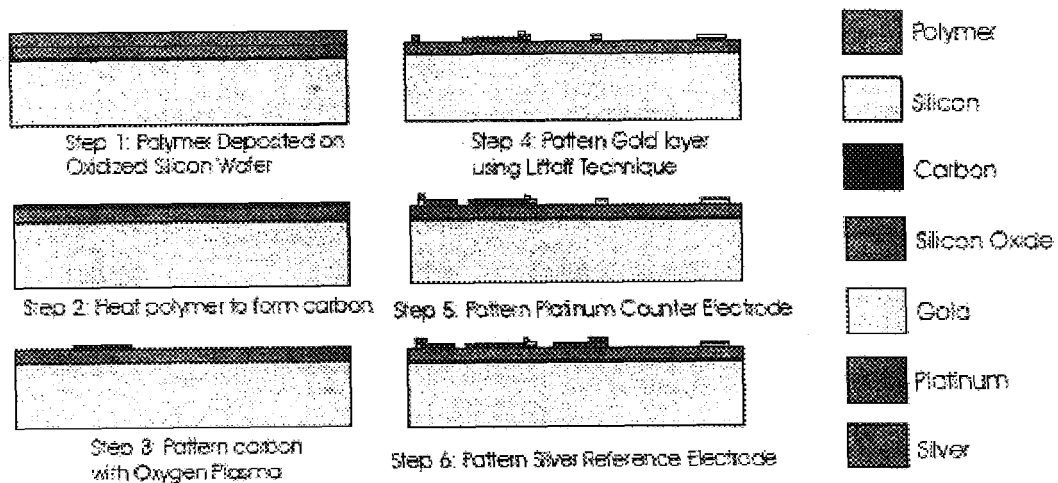 Step 1: Polymer Deposited on
Oxidized Silicon Wafer
Step 2: Heat polymer to form carbon
Step 3: Pattern carbon
with Oxygen Plasma
Step 4: Pattern Gold layer
using Liftoff Technique
Step 5: Pattern Platinum Counter Electrode
Step 6: Pattern Silver Reference Electrode
Polymer
Silicon
Carbon
Silicon Oxide
Gold
Platinum
Silver